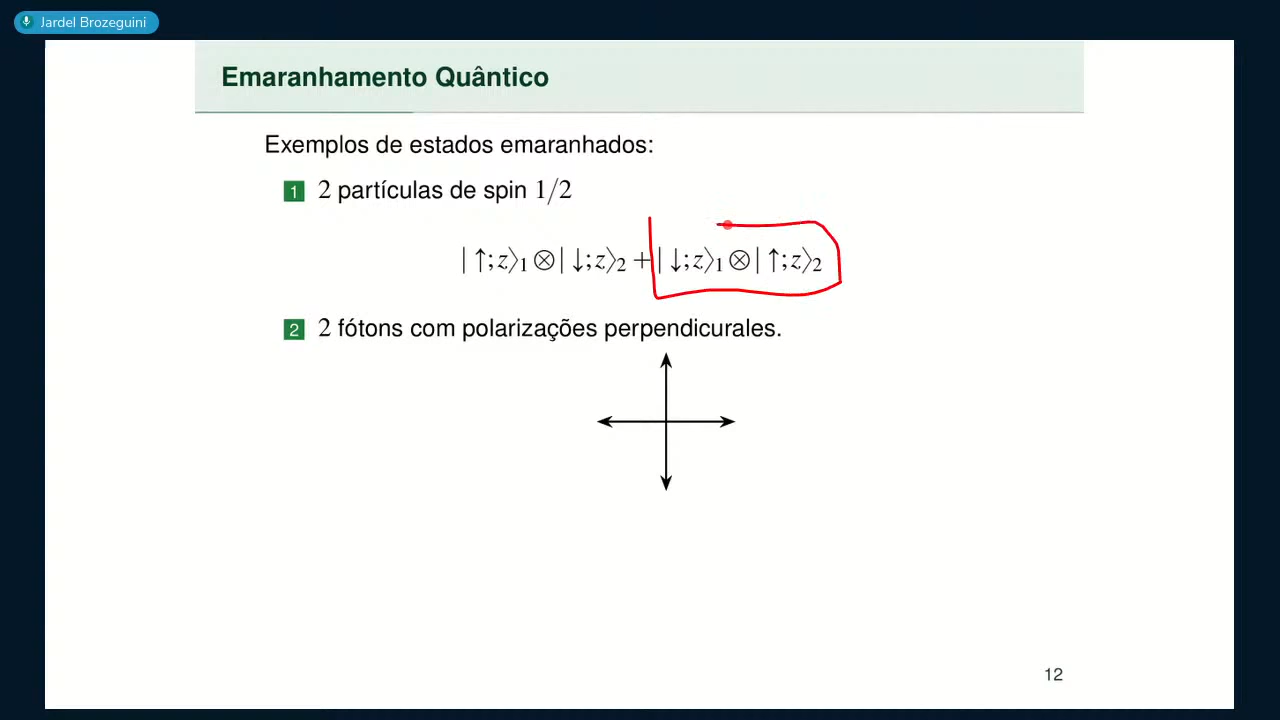 Jardel Brozeguini
Emaranhamento Quântico
Exemplos de estados emaranhados:
1 2 partículas de spin 1/2
|↑;z⟩₁⊗|↓;z⟩₂+|↓;z⟩₁⊗|↑;z⟩₂
2 2 fótons com polarizações perpendicurales.
12